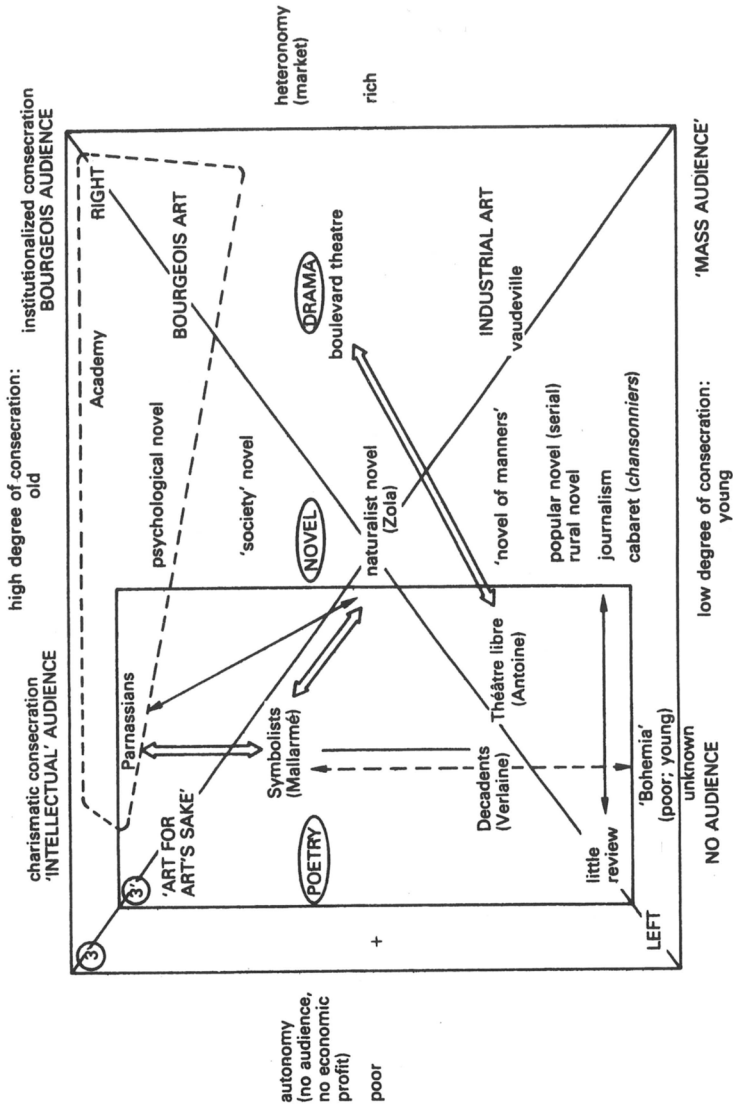 high degree of consecration:
old
charismatic consecration
'INTELLECTUAL' AUDIENCE
institutionalized consecration
BOURGEOIS AUDIENCE
3
3'
RIGHT
Academy
Parnassians
'ART FOR
ART'S SAKE'
psychological novel
BOURGEOIS ART
'society' novel
Symbolists
(Mallarmé)
autonomy
(no audience,
no economic
profit)
poor
heteronomy
(market)
rich
POETRY
NOVEL
DRAMA
boulevard theatre
+
naturalist novel
(Zola)
Decadents
(Verlaine)
Théâtre libre
(Antoine)
'novel of manners'
INDUSTRIAL ART
vaudeville
popular novel (serial)
rural novel
little
review
journalism
cabaret (chansonniers)
LEFT
'Bohemia'
(poor; young)
unknown
NO AUDIENCE
'MASS AUDIENCE'
low degree of consecration:
young